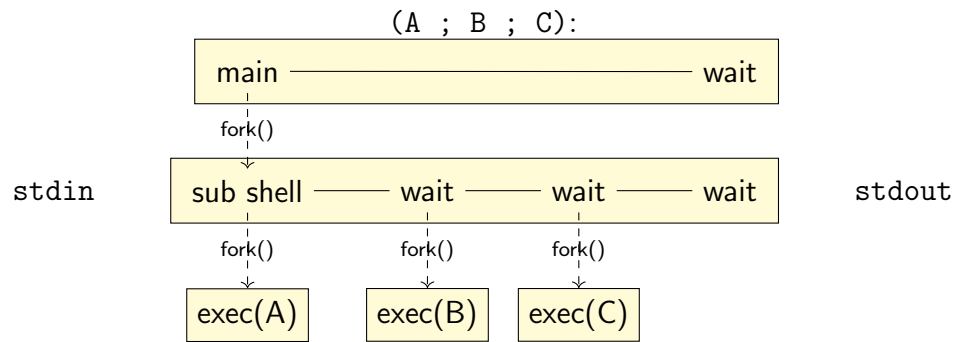 (A ; B ; C):
main wait
fork()
stdin sub shell wait wait wait stdout
fork() fork() fork()
exec(A) exec(B) exec(C)